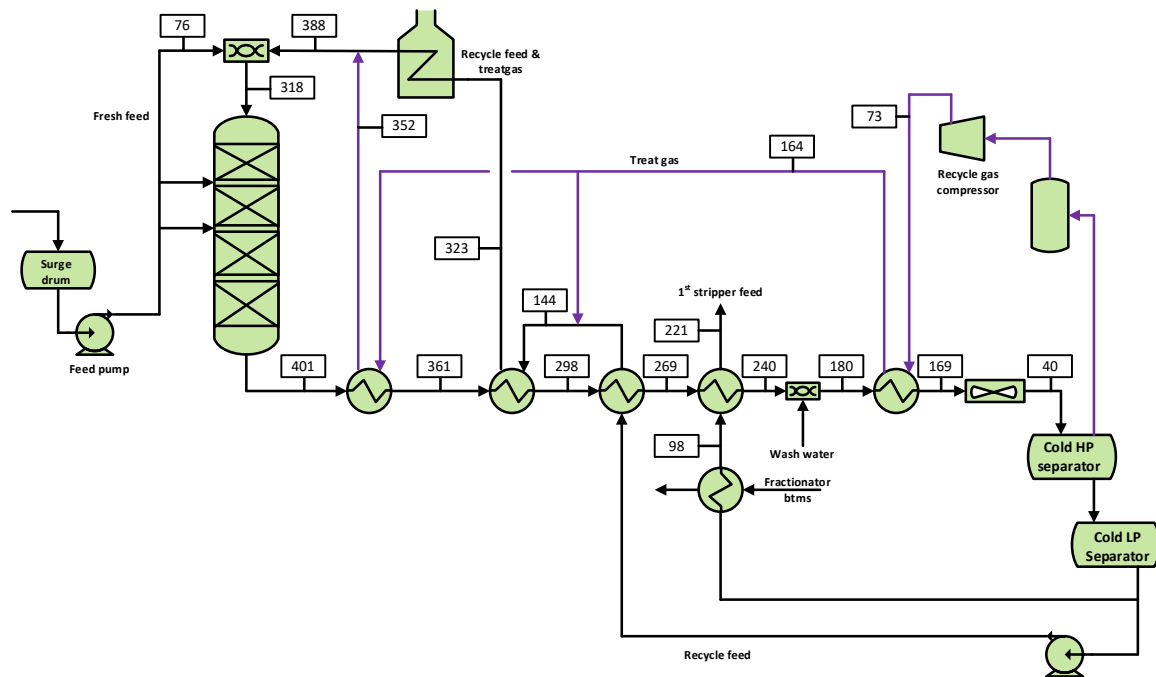 76
388
Recycle feed &
treatgas
318
Fresh feed
352
73
164
Treat gas
Recycle gas
compressor
323
Surge
drum
1st stripper feed
144
221
Feed pump
401
361
298
269
240
180
169
40
98
Wash water
Cold HP
separator
Fractionator
btms
Cold LP
Separator
Recycle feed